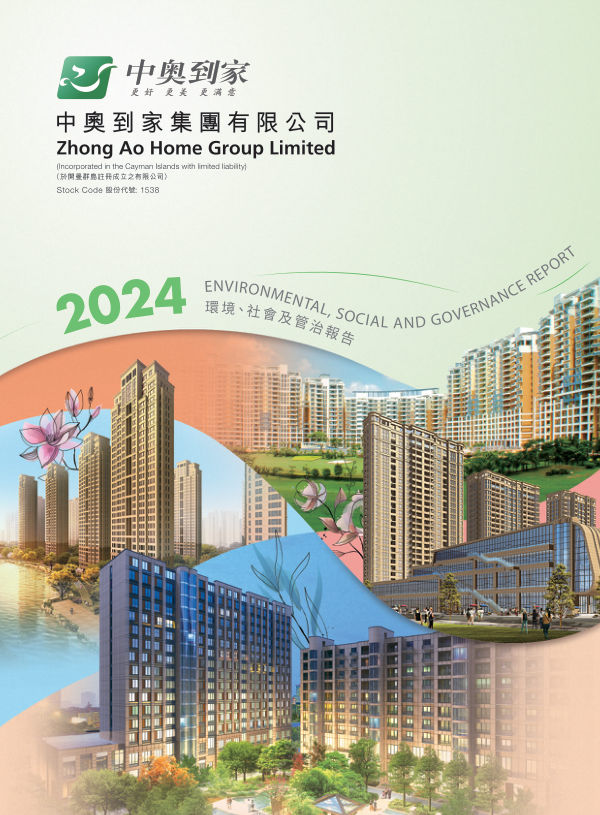 中奥到家
更好 更美 更滿意
中奧到家集團有限公司
Zhong Ao Home Group Limited
(Incorporated in the Cayman Islands with limited liability)
(於開曼群島註冊成立之有限公司)
Stock Code 股份代號: 1538
2024
ENVIRONMENTAL, SOCIAL AND GOVERNANCE REPORT
環境、社會及管治報告